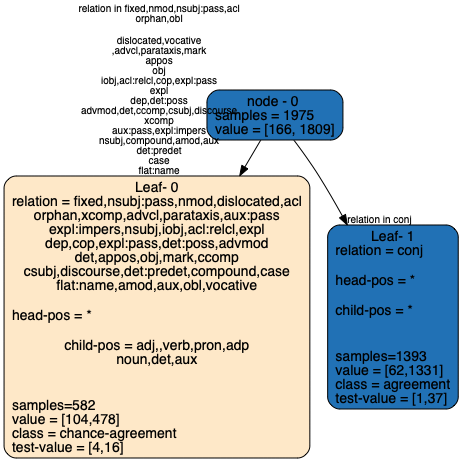 relation in fixed,nmod,nsubj:pass,acl
orphan,obl
dislocated,vocative
,advcl,parataxis,mark
appos
obj
iobj,acl:relcl,cop,expl:pass
expl
dep,det:poss
advmod,det,ccomp,csubj,discourse
xcomp
aux:pass,expl:impers
nsubj,compound,amod,aux
det:predet
case
flat:name
node - 0
samples = 1975
value = [166, 1809]
Leaf- 0
relation = fixed,nsubj:pass,nmod,dislocated,acl
orphan,xcomp,advcl,parataxis,aux:pass
expl:impers,nsubj,iobj,acl:relcl,expl
dep,cop,expl:pass,det:poss,advmod
det,appos,obj,mark,ccomp
csubj,discourse,det:predet,compound,case
flat:name,amod,aux,obl,vocative
head-pos = *
child-pos = adj,,verb,pron,adp
noun,det,aux
samples=582
value = [104,478]
class = chance-agreement
test-value = [4,16]
relation in conj
Leaf- 1
relation = conj
head-pos = *
child-pos = *
samples=1393
value = [62,1331]
class = agreement
test-value = [1,37]